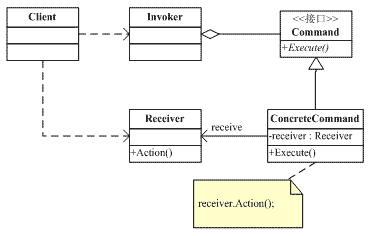 Client
Invoker
<<接口>>
Command
+Execute()
Receiver
+Action()
receive
ConcreteCommand
-receiver : Receiver
+Execute()
receiver.Action();